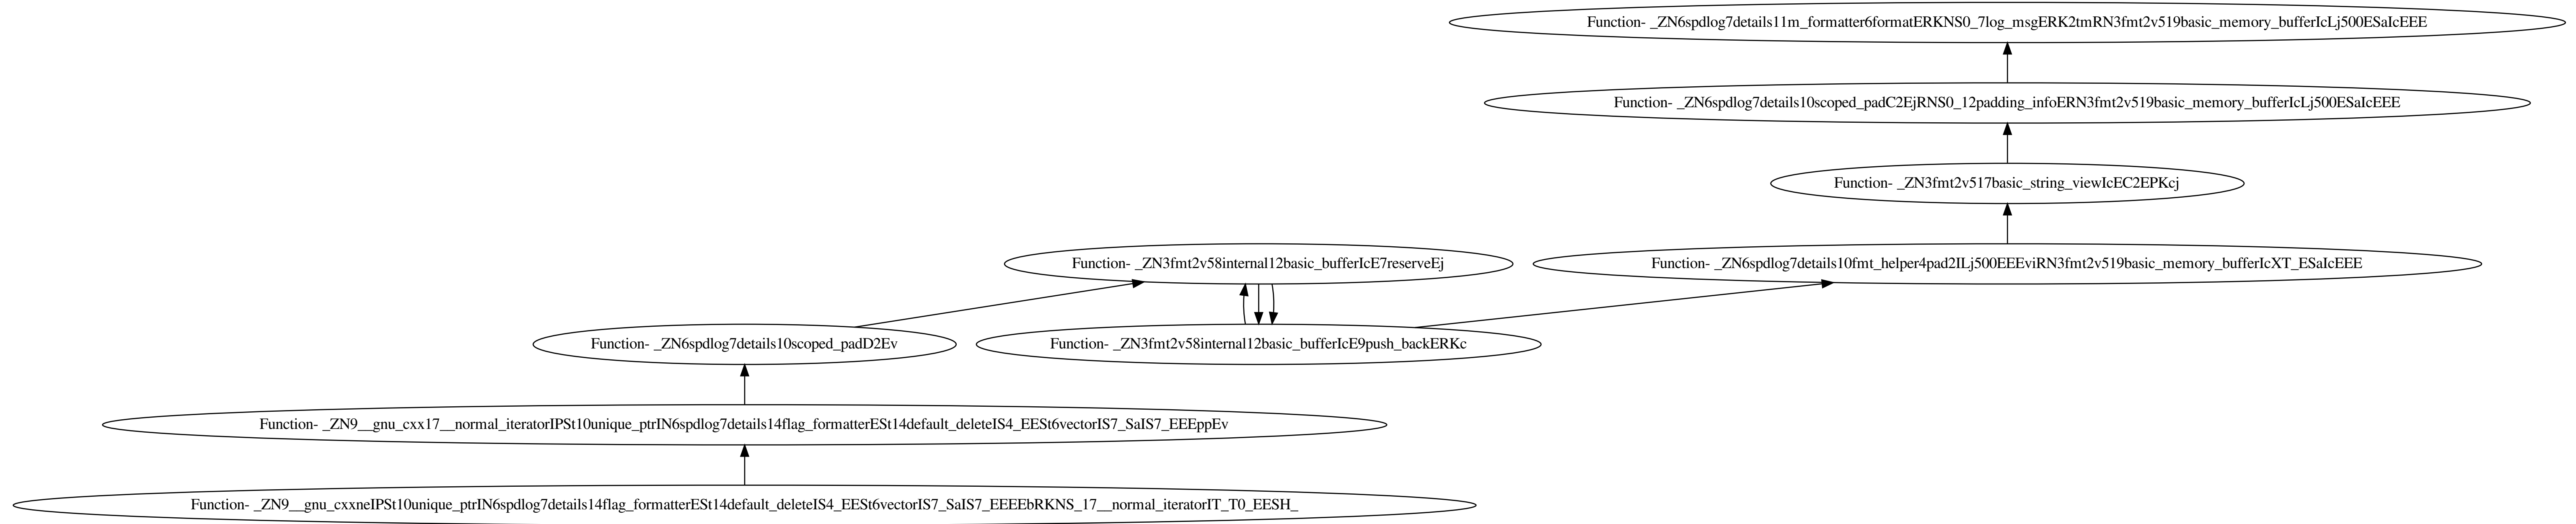 Function- _ZN6spdlog7details11m_formatter6formatERKNS0_7log_msgERK2tmRN3fmt2v519basic_memory_bufferIcLj500ESaIcEEE
Function- _ZN6spdlog7details10scoped_padC2EjRNS0_12padding_infoERN3fmt2v519basic_memory_bufferIcLj500ESaIcEEE
Function- _ZN3fmt2v517basic_string_viewIcEC2EPKcj
Function- _ZN3fmt2v58internal12basic_bufferIcE7reserveEj
Function- _ZN6spdlog7details10fmt_helper4pad2ILj500EEEviRN3fmt2v519basic_memory_bufferIcXT_ESaIcEEE
Function- _ZN6spdlog7details10scoped_padD2Ev
Function- _ZN3fmt2v58internal12basic_bufferIcE9push_backERKc
Function- _ZN9__gnu_cxx17__normal_iteratorIPSt10unique_ptrIN6spdlog7details14flag_formatterESt14default_deleteIS4_EESt6vectorIS7_SaIS7_EEEppEv
Function- _ZN9__gnu_cxxneIPSt10unique_ptrIN6spdlog7details14flag_formatterESt14default_deleteIS4_EESt6vectorIS7_SaIS7_EEEEbRKNS_17__normal_iteratorIT_T0_EESH_